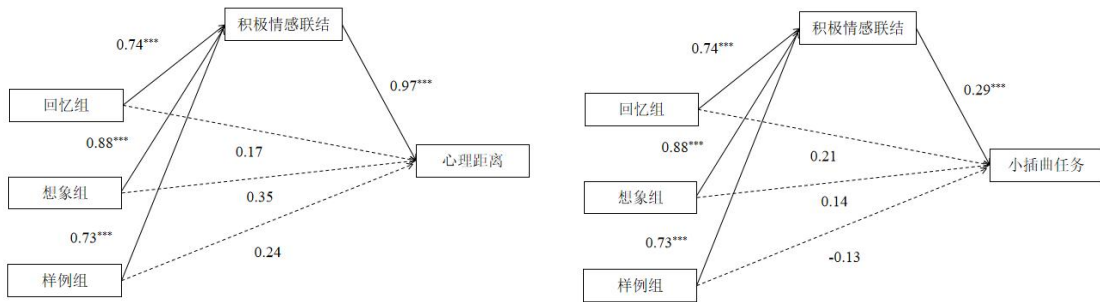 积极情感联结
0.74***
回忆组
0.97***
0.88***
0.17
心理距离
想象组
0.35
0.73***
0.24
样例组
积极情感联结
0.74***
回忆组
0.29***
0.88***
0.21
小插曲任务
想象组
0.14
0.73***
-0.13
样例组